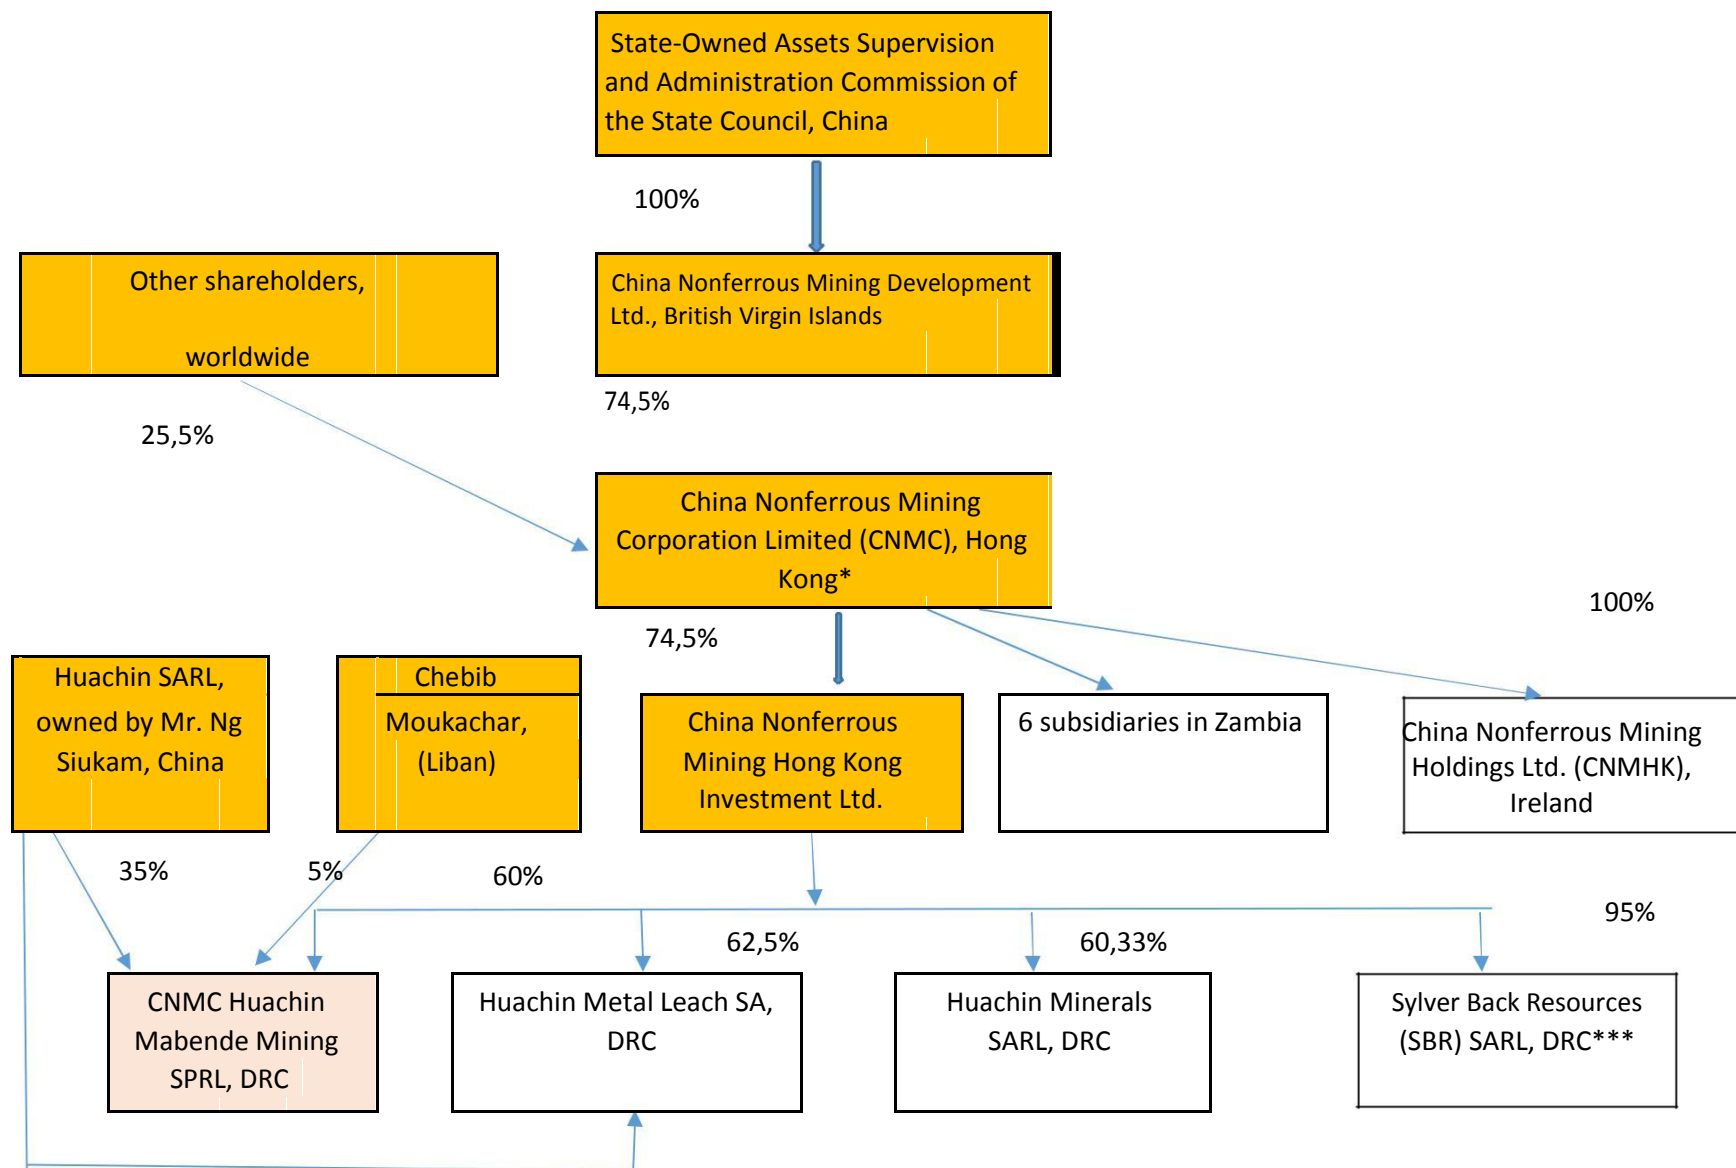 State-Owned Assets Supervision
and Administration Commission of
the State Council, China
100%
Other shareholders,
worldwide
China Nonferrous Mining Development
Ltd., British Virgin Islands
74,5%
25,5%
China Nonferrous Mining
Corporation Limited (CNMC), Hong
Kong*
100%
74,5%
Huachin SARL,
owned by Mr. Ng
Siukam, China
Chebib
Moukachar,
(Liban)
China Nonferrous
Mining Hong Kong
Investment Ltd.
6 subsidiaries in Zambia
China Nonferrous Mining
Holdings Ltd. (CNMHK),
Ireland
35%
5%
60%
95%
62,5%
60,33%
CNMC Huachin
Mabende Mining
SPRL, DRC
Huachin Metal Leach SA,
DRC
Huachin Minerals
SARL, DRC
Sylver Back Resources
(SBR) SARL, DRC***